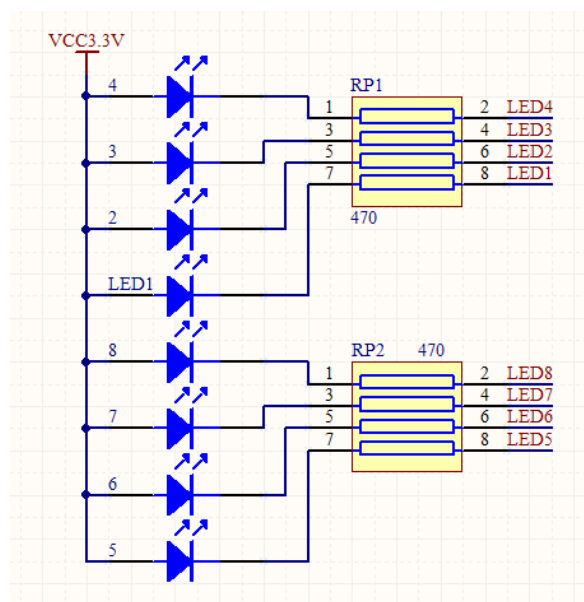 VCC3.3V
4
RP1
1 2 LED4
3 4 LED3
3
5 6 LED2
7 8 LED1
2
470
LED1
8
RP2 470
1 2 LED8
3 4 LED7
7
5 6 LED6
7 8 LED5
6
5